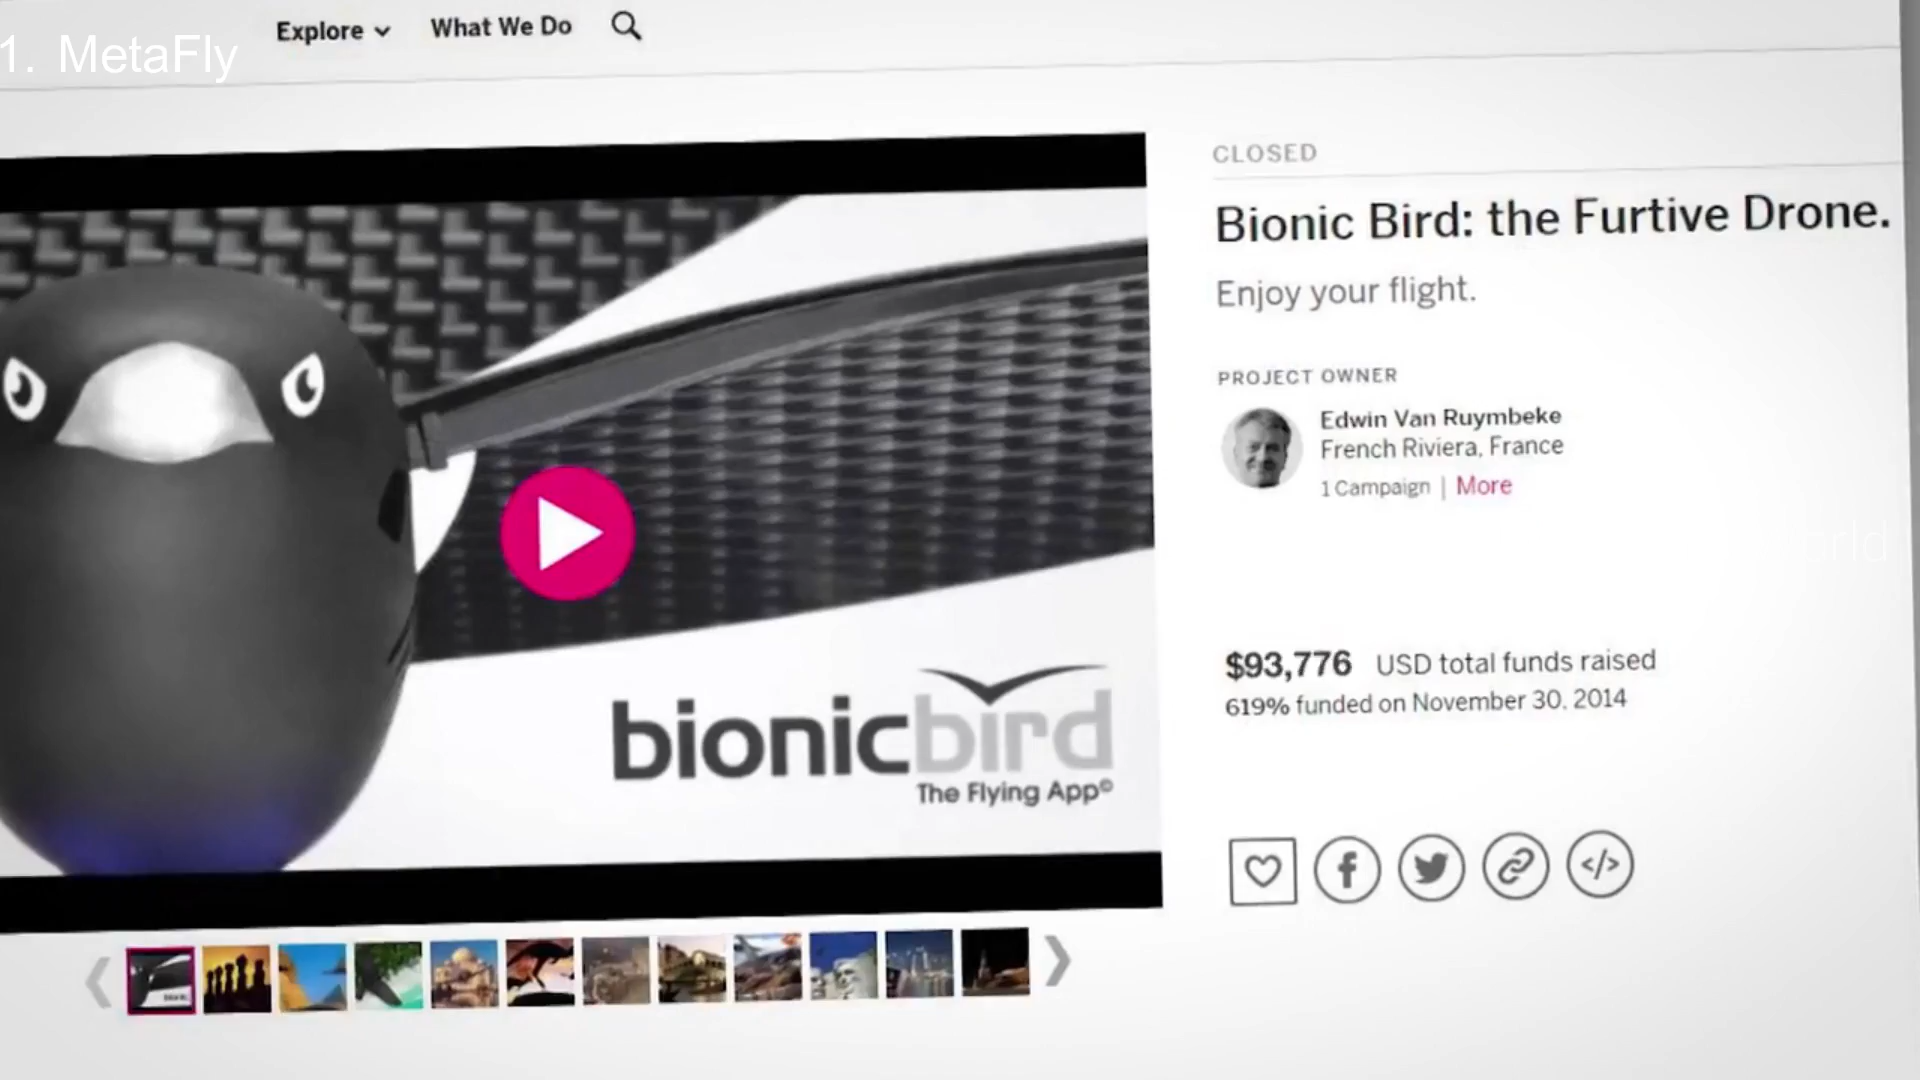 1. MetaFly
Explore
What We Do
CLOSED
Bionic Bird: the Furtive Drone.
Enjoy your flight.
PROJECT OWNER
Edwin Van Ruymbeke
French Riviera, France
1 Campaign | More
$93,776 USD total funds raised
619% funded on November 30, 2014
bionicbird
The Flying App©